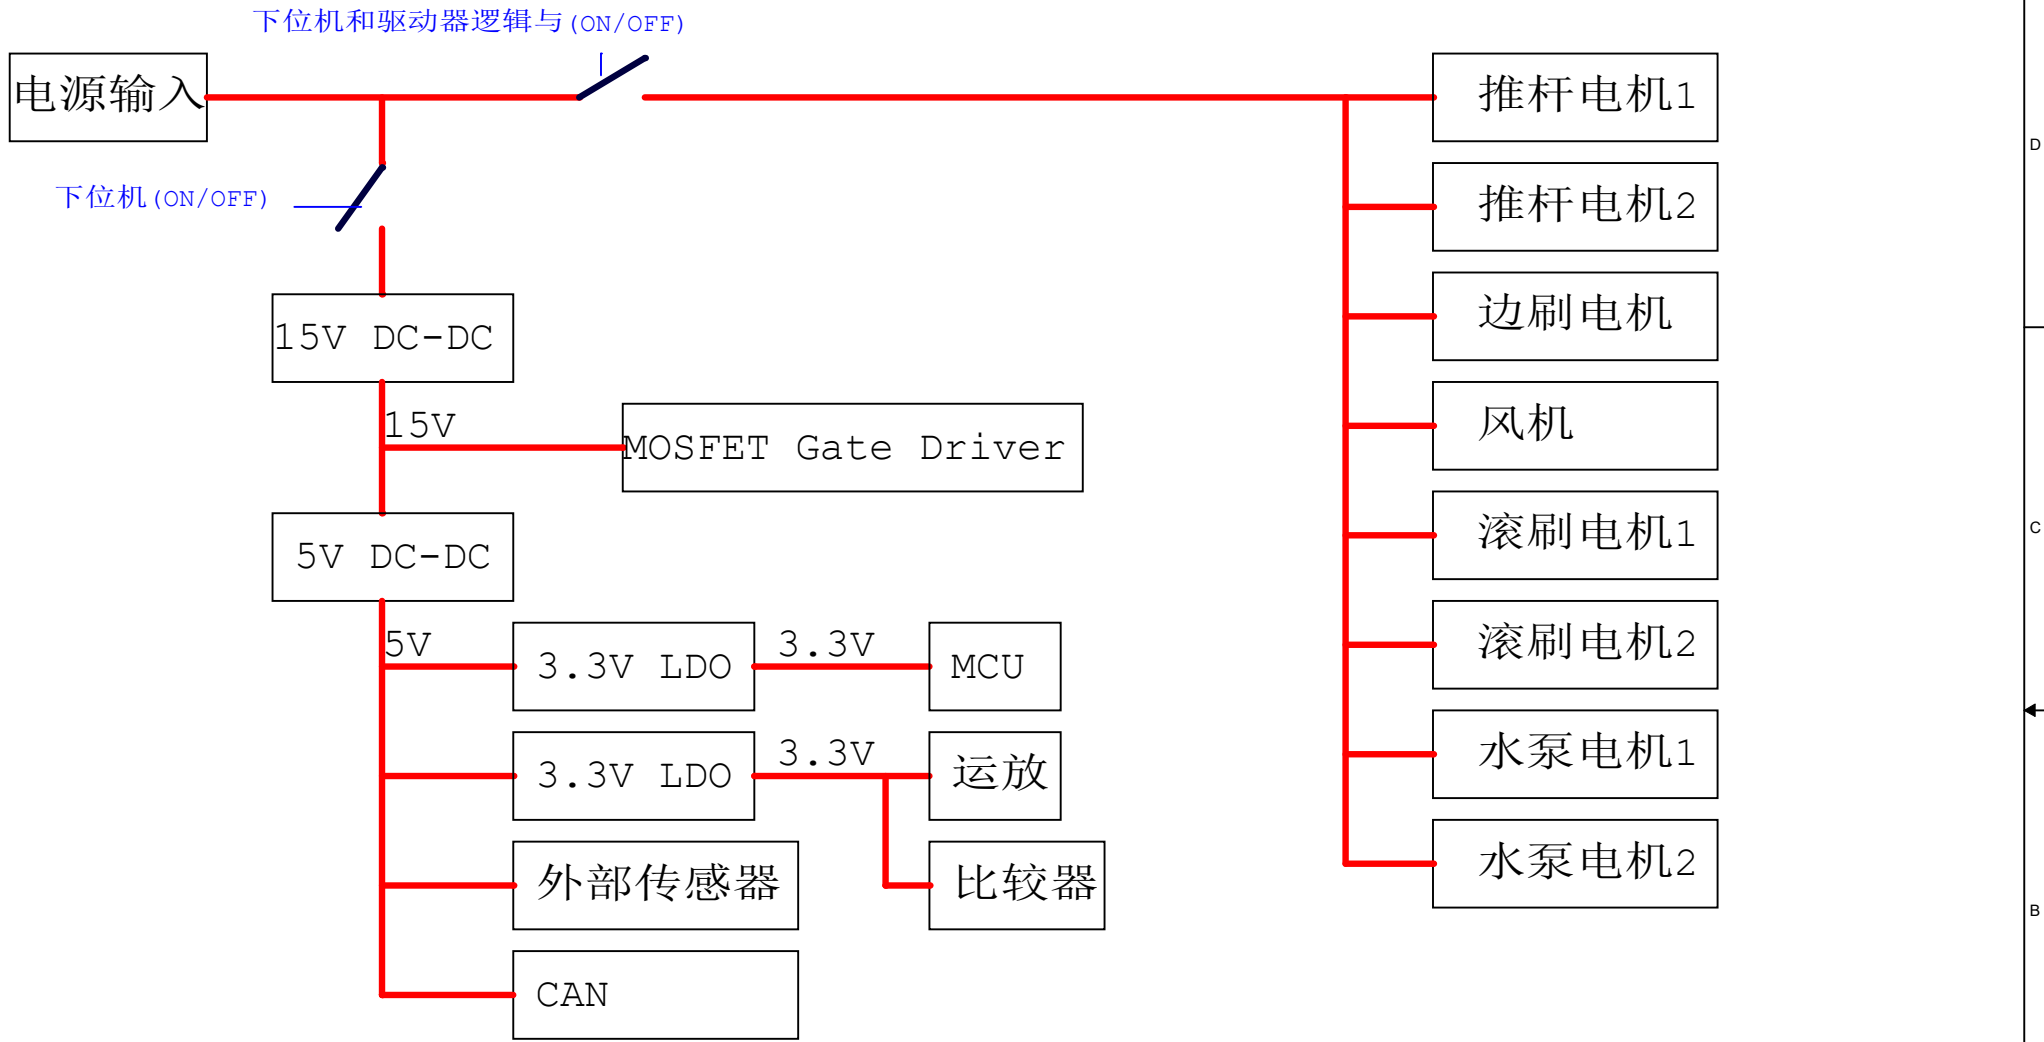 下位机和驱动器逻辑与(ON/OFF)
电源输入
推杆电机1
D
推杆电机2
下位机(ON/OFF)
边刷电机
15V DC-DC
15V
风机
MOSFET Gate Driver
滚刷电机1
C
5V DC-DC
5V
3.3V LDO
3.3V
MCU
滚刷电机2
3.3V LDO
3.3V
运放
水泵电机1
外部传感器
比较器
水泵电机2
B
CAN